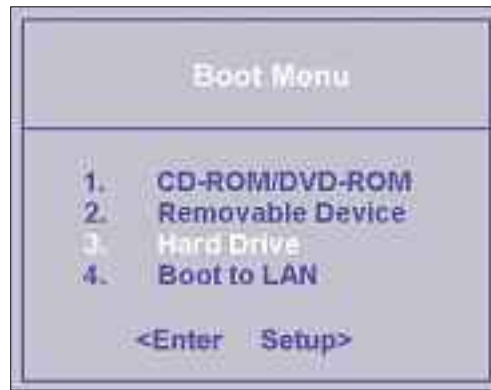 Boot Menu
1. CD-ROM/DVD-ROM
2. Removable Device
3. Hard Drive
4. Boot to LAN
<Enter Setup>